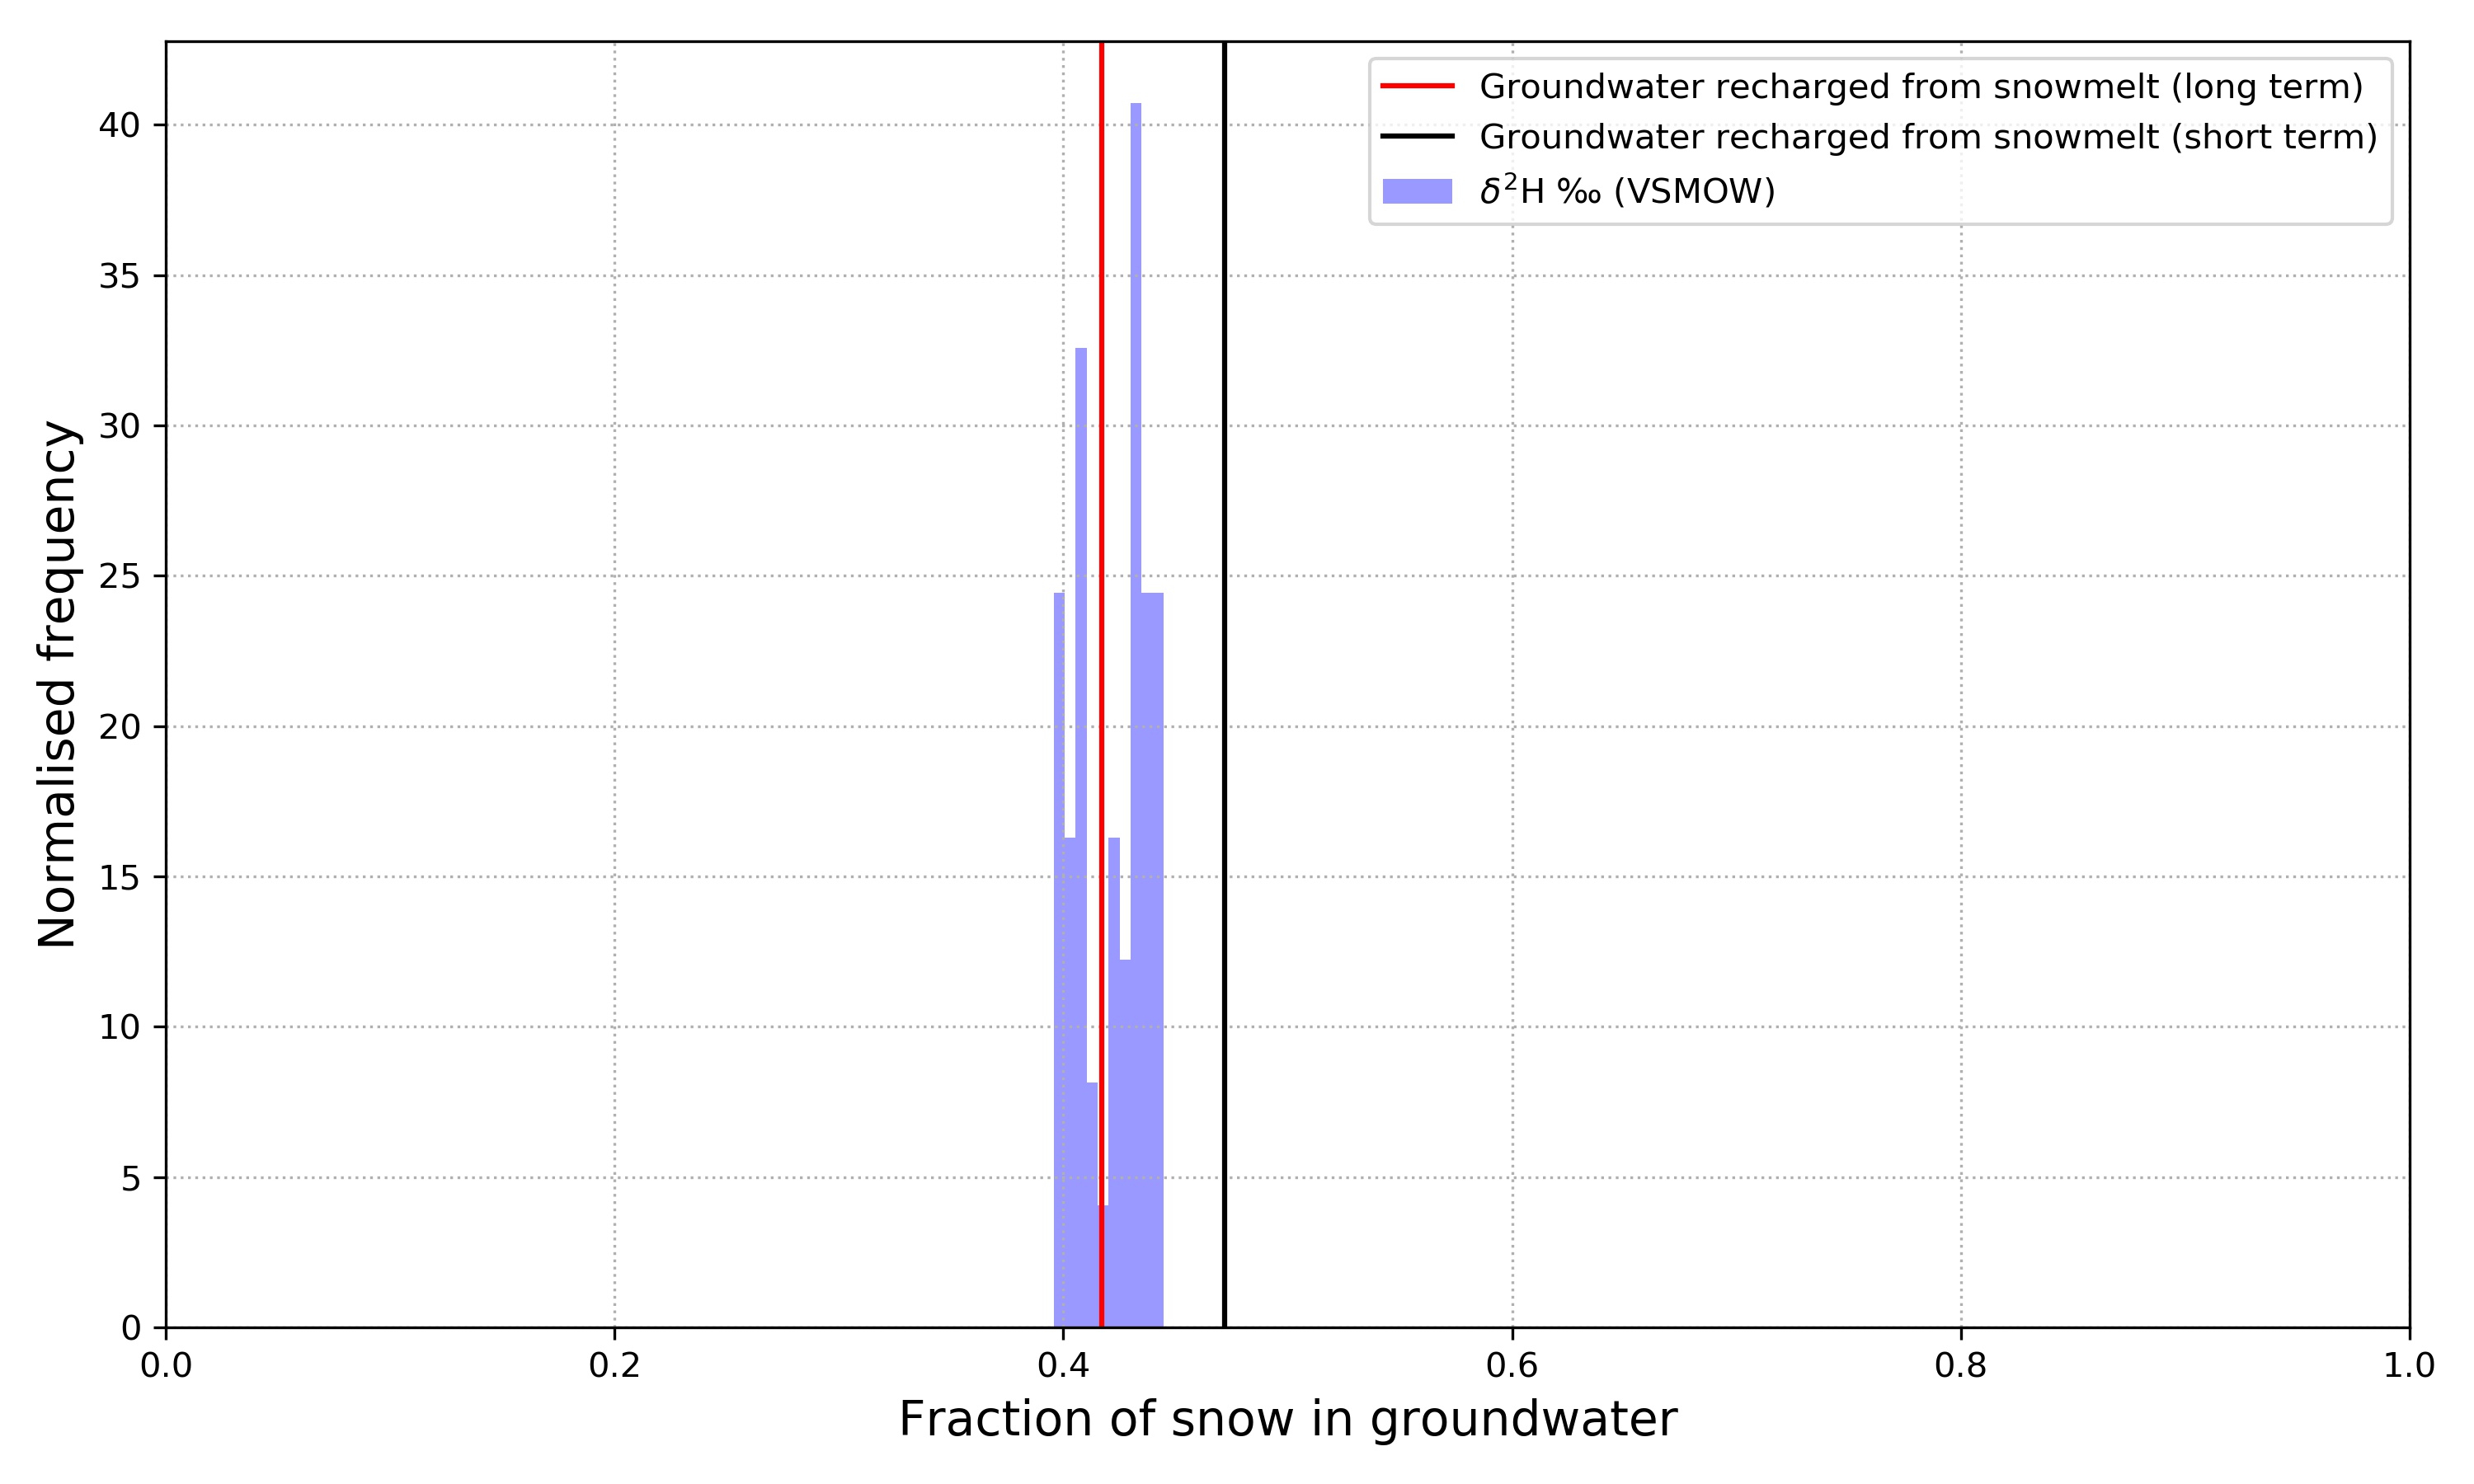 Groundwater recharged from snowmelt (long term)
Groundwater recharged from snowmelt (short term)
δ²H ‰ (VSMOW)
Normalised frequency
40
35
30
25
20
15
10
5
0
0.0 0.2 0.4 0.6 0.8 1.0
Fraction of snow in groundwater